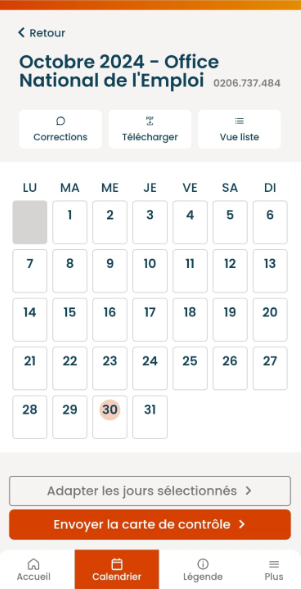 Retour
Octobre 2024 - Office
National de l'Emploi 0206.737.484
Corrections Télécharger Vue liste
LU MA ME JE VE SA DI
1 2 3 4 5 6
7 8 9 10 11 12 13
14 15 16 17 18 19 20
21 22 23 24 25 26 27
28 29 30 31
Adapter les jours sélectionnés
Envoyer la carte de contrôle
Accueil Calendrier Légende Plus